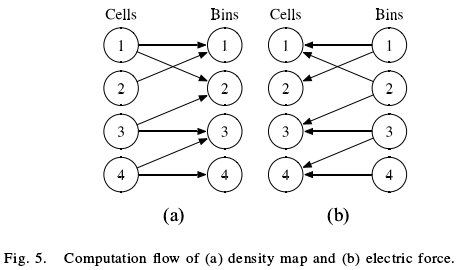 Cells Bins Cells Bins
1 1 1 1
2 2 2 2
3 3 3 3
4 4 4 4
(a) (b)
Fig. 5. Computation flow of (a) density map and (b) electric force.